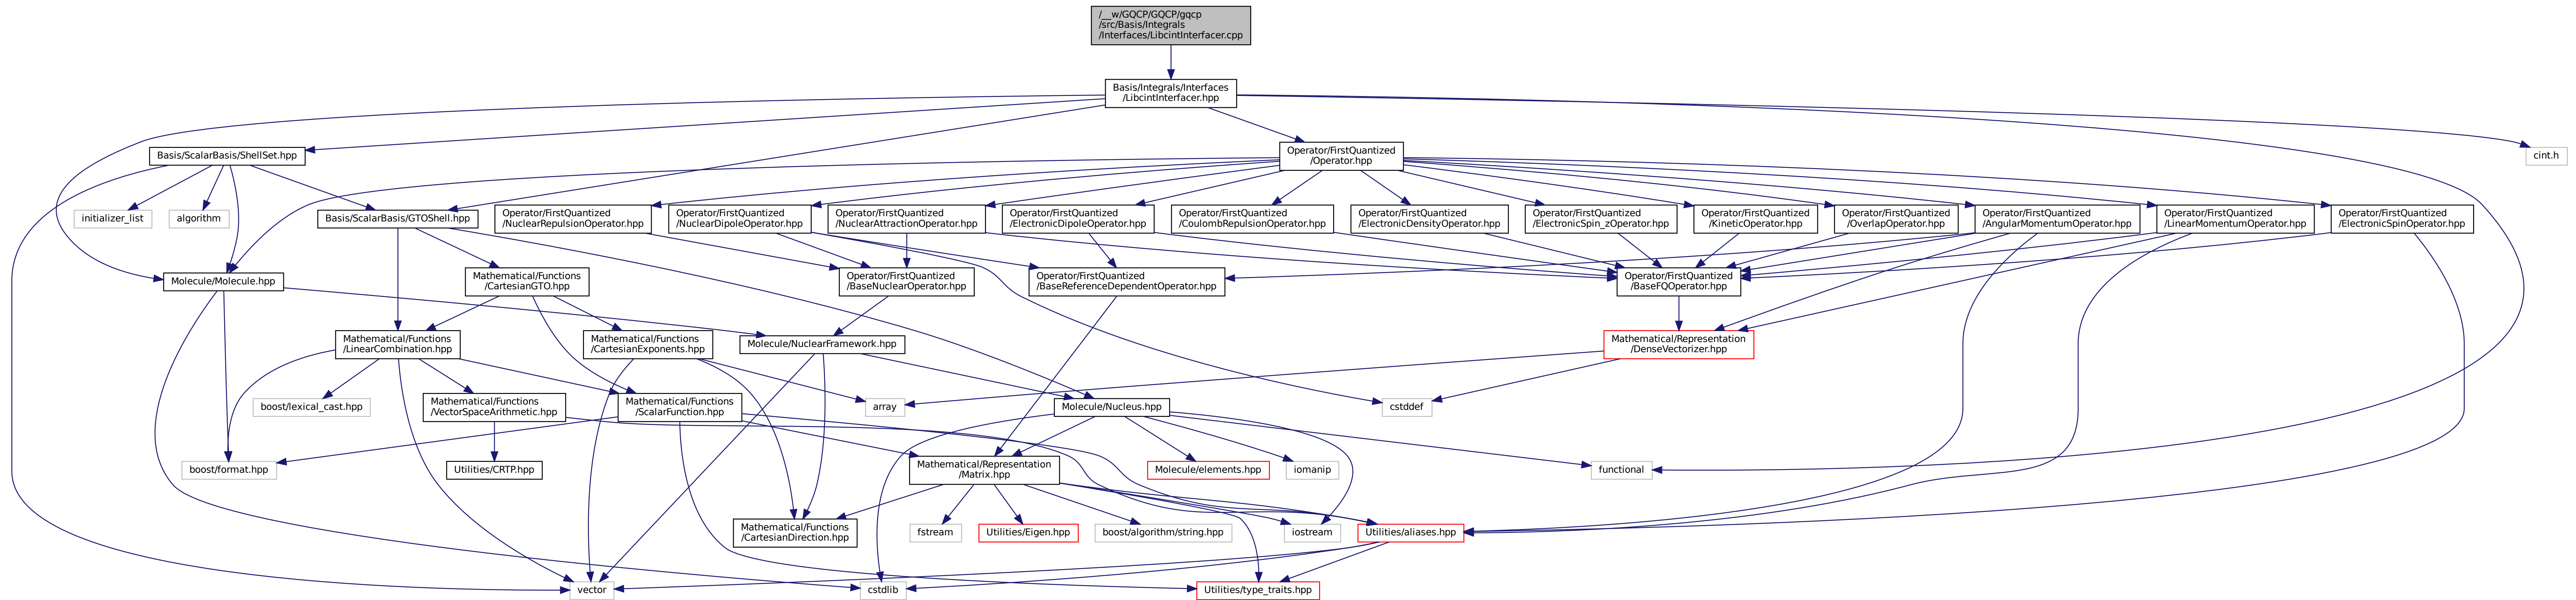 /__w/GQCP/GQCP/gqcp
/src/Basis/Integrals
/Interfaces/LibcintInterfacer.cpp
Basis/Integrals/Interfaces
/LibcintInterfacer.hpp
Operator/FirstQuantized
/Operator.hpp
Basis/ScalarBasis/ShellSet.hpp
cint.h
initializer_list
algorithm
Basis/ScalarBasis/GTOShell.hpp
Operator/FirstQuantized
/NuclearRepulsionOperator.hpp
Operator/FirstQuantized
/NuclearDipoleOperator.hpp
Operator/FirstQuantized
/NuclearAttractionOperator.hpp
Operator/FirstQuantized
/ElectronicDipoleOperator.hpp
Operator/FirstQuantized
/CoulombRepulsionOperator.hpp
Operator/FirstQuantized
/ElectronicDensityOperator.hpp
Operator/FirstQuantized
/ElectronicSpin_zOperator.hpp
Operator/FirstQuantized
/KineticOperator.hpp
Operator/FirstQuantized
/OverlapOperator.hpp
Operator/FirstQuantized
/AngularMomentumOperator.hpp
Operator/FirstQuantized
/LinearMomentumOperator.hpp
Operator/FirstQuantized
/ElectronicSpinOperator.hpp
Molecule/Molecule.hpp
Mathematical/Functions
/CartesianGTO.hpp
Operator/FirstQuantized
/BaseNuclearOperator.hpp
Operator/FirstQuantized
/BaseReferenceDependentOperator.hpp
Operator/FirstQuantized
/BaseFQOperator.hpp
Mathematical/Functions
/LinearCombination.hpp
Mathematical/Functions
/CartesianExponents.hpp
Molecule/NuclearFramework.hpp
Mathematical/Representation
/DenseVectorizer.hpp
boost/lexical_cast.hpp
Mathematical/Functions
/VectorSpaceArithmetic.hpp
Mathematical/Functions
/ScalarFunction.hpp
array
Molecule/Nucleus.hpp
cstddef
boost/format.hpp
Utilities/CRTP.hpp
Mathematical/Representation
/Matrix.hpp
Molecule/elements.hpp
iomanip
functional
Mathematical/Functions
/CartesianDirection.hpp
fstream
Utilities/Eigen.hpp
boost/algorithm/string.hpp
iostream
Utilities/aliases.hpp
vector
cstdlib
Utilities/type_traits.hpp